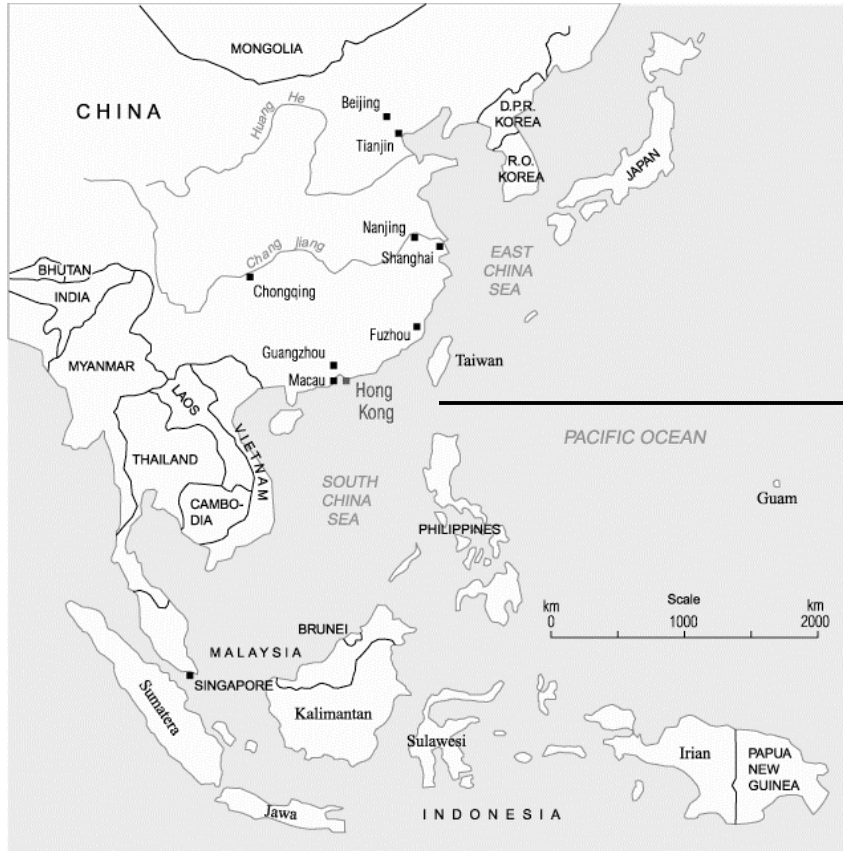 MONGOLIA
CHINA
Huang He
Beijing
Tianjin
D.P.R.
KOREA
R.O.
KOREA
JAPAN
Nanjing
Shanghai
Chang Jiang
Chongqing
EAST
CHINA
SEA
BHUTAN
INDIA
Fuzhou
Guangzhou
Macau
Hong
Kong
Taiwan
MYANMAR
LAOS
VIETNAM
THAILAND
CAMBO-
DIA
PACIFIC OCEAN
SOUTH
CHINA
SEA
Guam
PHILIPPINES
Scale
km
km
0
1000
2000
BRUNEI
MALAYSIA
SINGAPORE
Sumatera
Kalimantan
Sulawesi
Irian
PAPUA
NEW
GUINEA
Jawa
INDONESIA